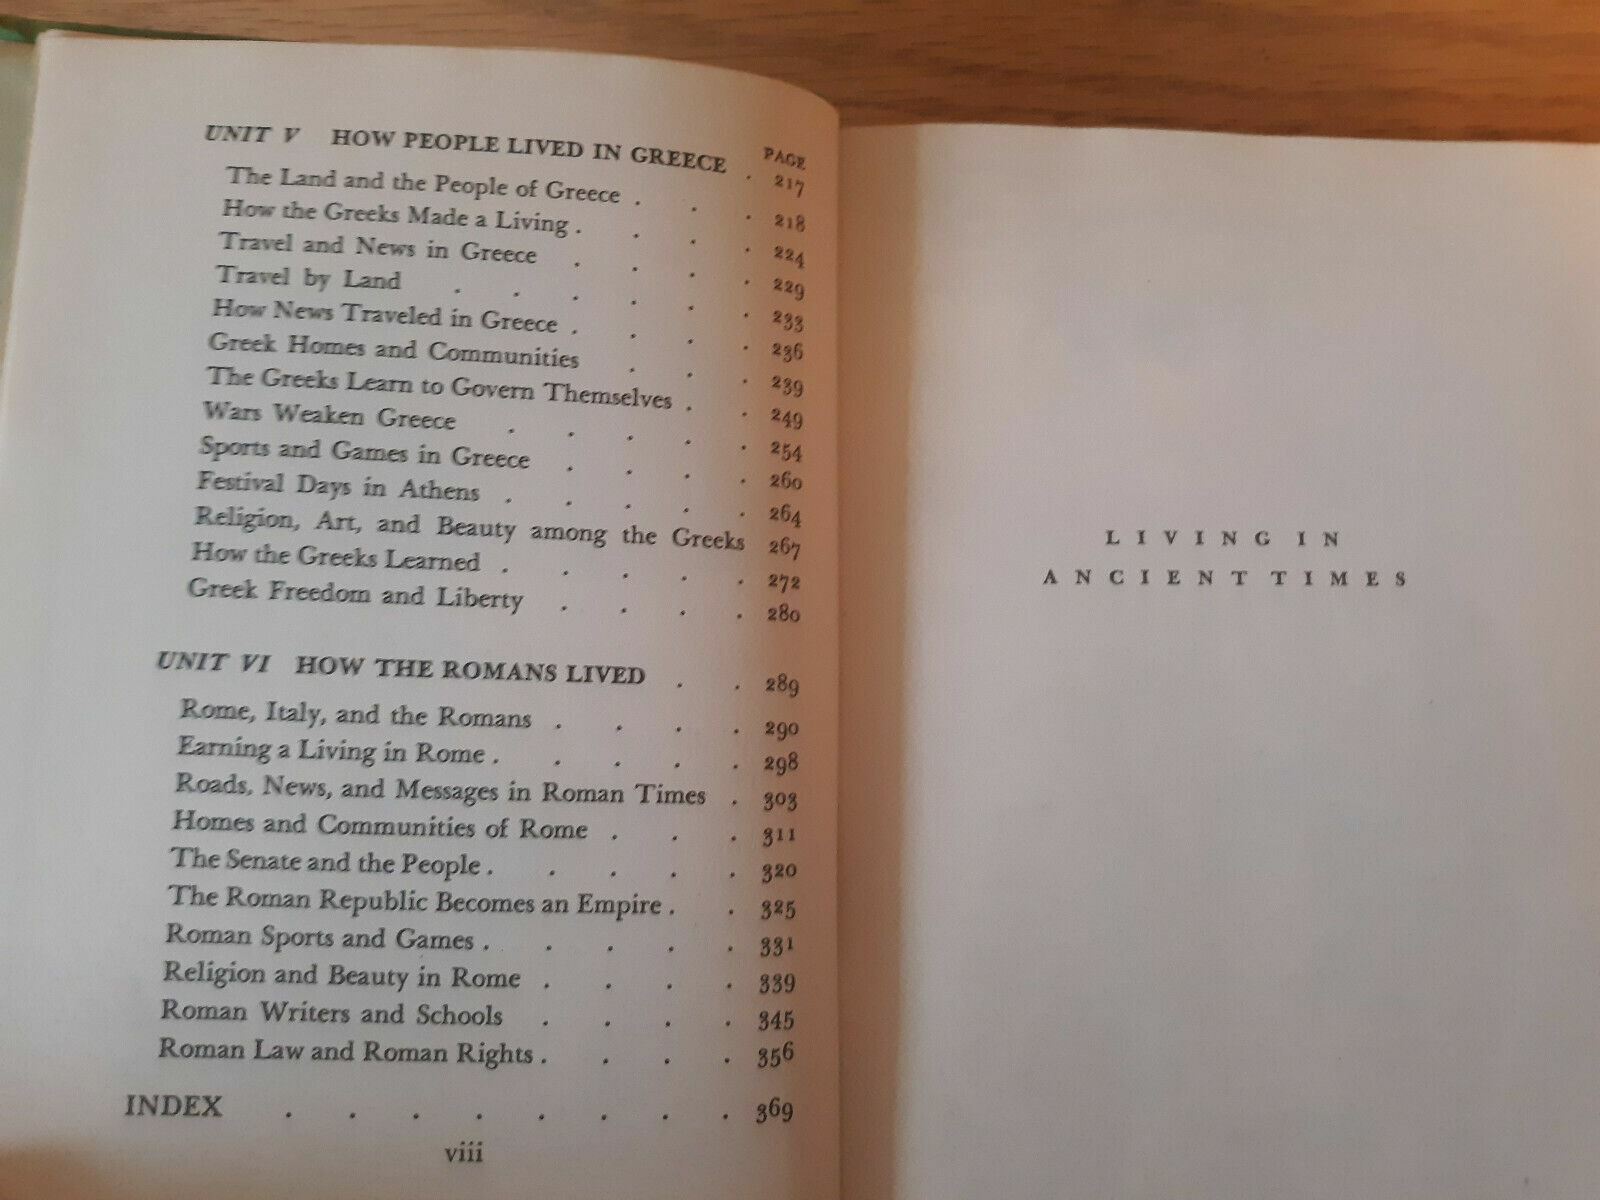 PAGE
UNIT V HOW PEOPLE LIVED IN GREECE . 217
The Land and the People of Greece . . . 218
How the Greeks Made a Living . . . . 224
Travel and News in Greece . . . . 229
Travel by Land . . . . . . 233
How News Traveled in Greece . . . . 236
Greek Homes and Communities . . . 239
The Greeks Learn to Govern Themselves . . 249
Wars Weaken Greece . . . . . 254
Sports and Games in Greece . . . . 260
Festival Days in Athens . . . . . 264
Religion, Art, and Beauty among the Greeks 267
How the Greeks Learned . . . . . 272
Greek Freedom and Liberty . . . . 280
UNIT VI HOW THE ROMANS LIVED . . 289
Rome, Italy, and the Romans . . . . 290
Earning a Living in Rome . . . . . 298
Roads, News, and Messages in Roman Times . 303
Homes and Communities of Rome . . . 311
The Senate and the People . . . . . 320
The Roman Republic Becomes an Empire . . 325
Roman Sports and Games . . . . . 331
Religion and Beauty in Rome . . . . 339
Roman Writers and Schools . . . . 345
Roman Law and Roman Rights . . . . 356
INDEX . . . . . . . . 369
viii
LIVING IN
ANCIENT TIMES